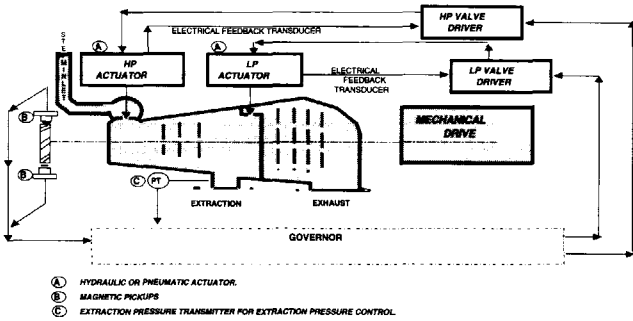 HP VALVE
DRIVER
ELECTRICAL FEEDBACK TRANSDUCER
STEAM INLET
A
HP
ACTUATOR
A
LP
ACTUATOR
ELECTRICAL
FEEDBACK
TRANSDUCER
LP VALVE
DRIVER
B
MECHANICAL
DRIVE
B
C PT
EXTRACTION
EXHAUST
GOVERNOR
A HYDRAULIC OR PNEUMATIC ACTUATOR.
B MAGNETIC PICKUPS
C EXTRACTION PRESSURE TRANSMITTER FOR EXTRACTION PRESSURE CONTROL.